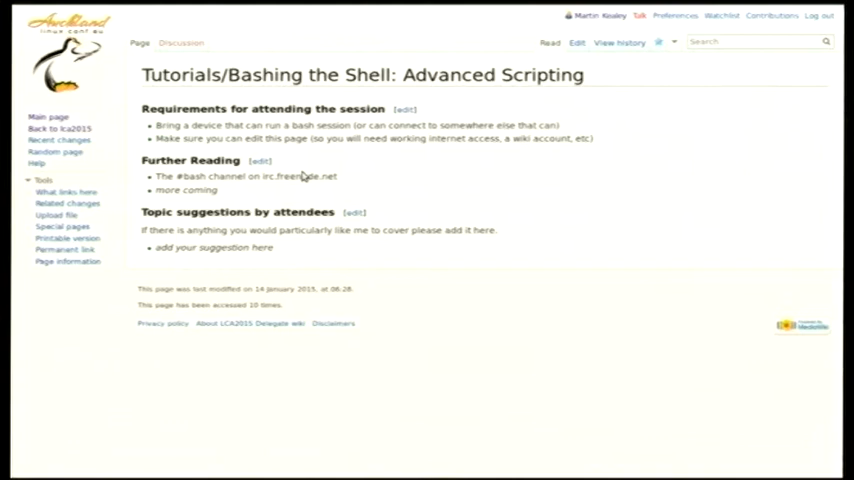 Auckland
linux.conf.au
Martin Kealey Talk Preferences Watchlist Contributions Log out
Page Discussion
Read Edit View history
Search
Tutorials/Bashing the Shell: Advanced Scripting
Requirements for attending the session [edit]
Bring a device that can run a bash session (or can connect to somewhere else that can)
Make sure you can edit this page (so you will need working internet access, a wiki account, etc)
Further Reading [edit]
The #bash channel on irc.freenode.net
more coming
Topic suggestions by attendees [edit]
If there is anything you would particularly like me to cover please add it here.
add your suggestion here
This page was last modified on 14 January 2015, at 06:28.
This page has been accessed 10 times.
Privacy policy About LCA2015 Delegate wiki Disclaimers
Powered by
MediaWiki
Main page
Back to lca2015
Recent changes
Random page
Help
Tools
What links here
Related changes
Upload file
Special pages
Printable version
Permanent link
Page information